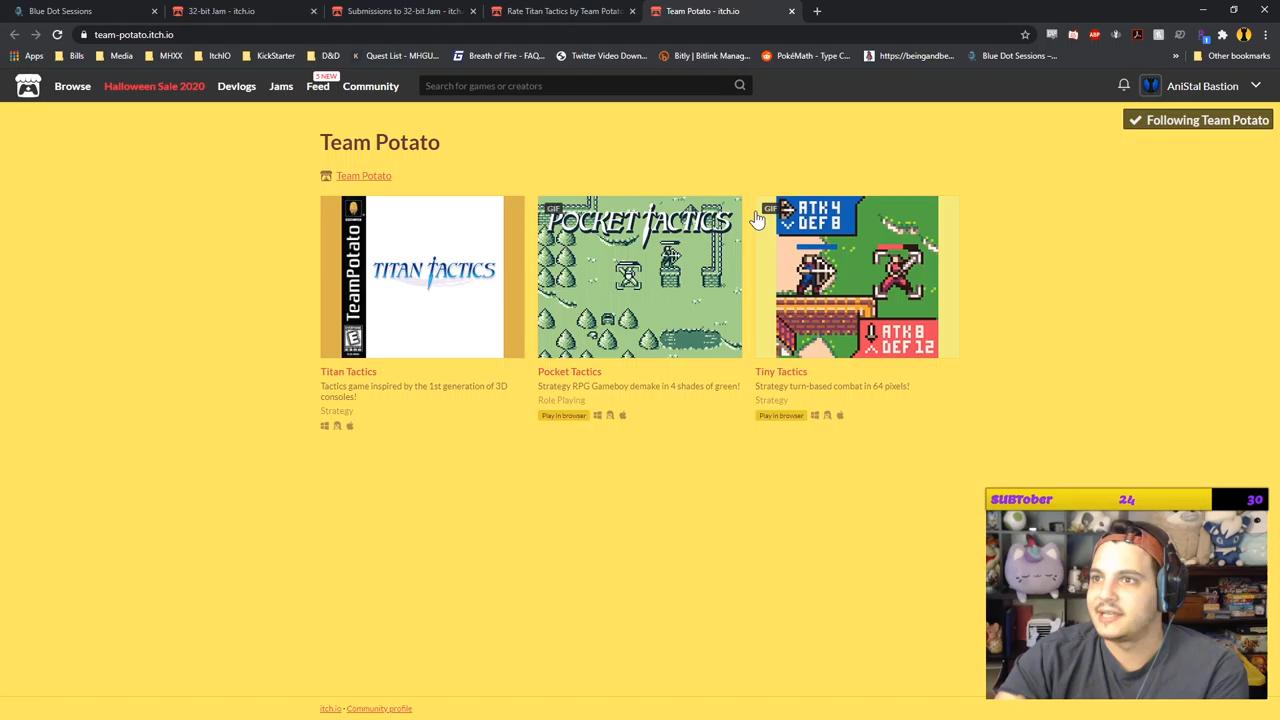 Blue Dot Sessions
32-bit Jam - itch.io
Submissions to 32-bit Jam - itch.
Rate Titan Tactics by Team Potato
Team Potato - itch.io
team-potato.itch.io
Apps
Bills
Media
MHXX
ItchIO
KickStarter
D&D
Quest List - MHGU...
Breath of Fire - FAQ...
Twitter Video Down...
Bitly | Bitlink Manag...
PokéMath - Type C...
https://beingandbe...
Blue Dot Sessions –...
»
Other bookmarks
5 NEW
Browse
Halloween Sale 2020
Devlogs
Jams
Feed
Community
Search for games or creators
AniStal Bastion
Following Team Potato
Team Potato
Team Potato
TeamPotato
E
TITAN TACTICS
GIF
POCKET TACTICS
GIF
ATK 4
DEF 8
ATK 8
DEF 12
Titan Tactics
Tactics game inspired by the 1st generation of 3D
consoles!
Strategy
Pocket Tactics
Strategy RPG Gameboy demake in 4 shades of green!
Role Playing
Play in browser
Tiny Tactics
Strategy turn-based combat in 64 pixels!
Strategy
Play in browser
SUBTober 24 30
itch.io · Community profile